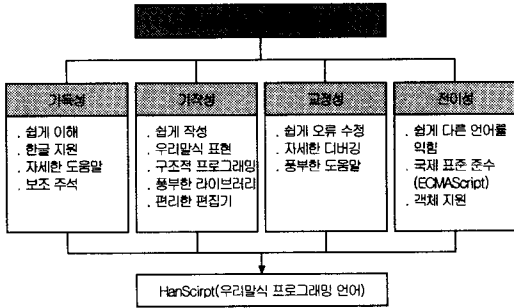 가독성
. 쉽게 이해
. 한글 지원
. 자세한 도움말
. 보조 주석
가작성
. 쉽게 작성
. 우리말식 표현
. 구조적 프로그래밍
. 풍부한 라이브러리
. 편리한 편집기
교정성
. 쉽게 오류 수정
. 자세한 디버깅
. 풍부한 도움말
전이성
. 쉽게 다른 언어를
익힘
. 국제 표준 준수
(ECMAScript)
. 객체 지원
HanScirpt(우리말식 프로그래밍 언어)